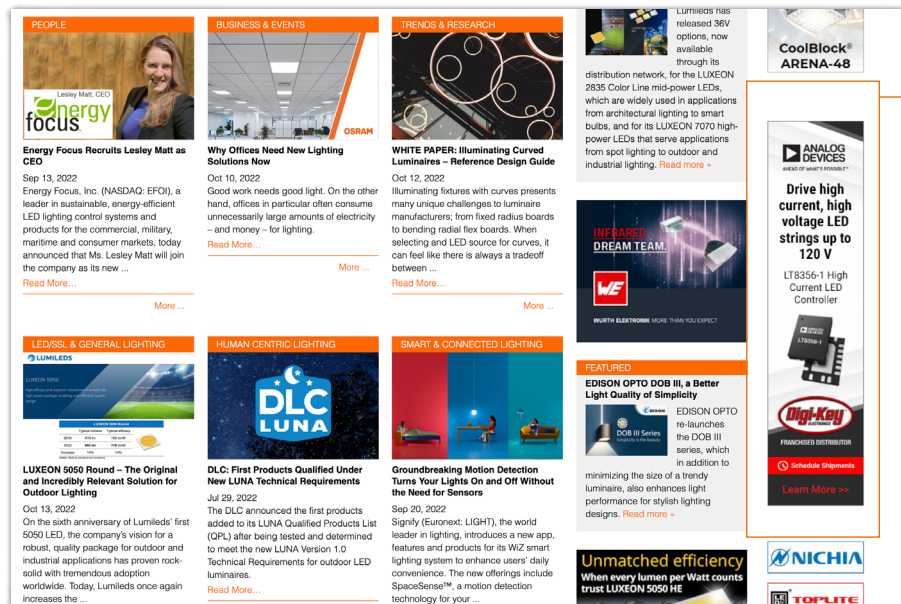 PEOPLE
Lesley Matt, CEO
energy
focus
Energy Focus Recruits Lesley Matt as
CEO
Sep 13, 2022
Energy Focus, Inc. (NASDAQ: EFOI), a
leader in sustainable, energy-efficient
LED lighting control systems and
products for the commercial, military,
maritime and consumer markets, today
announced that Ms. Lesley Matt will join
the company as its new ...
Read More…
More ...
BUSINESS & EVENTS
OSRAM
Why Offices Need New Lighting
Solutions Now
Oct 10, 2022
Good work needs good light. On the other
hand, offices in particular often consume
unnecessarily large amounts of electricity
– and money – for lighting.
Read More…
More ...
TRENDS & RESEARCH
WHITE PAPER: Illuminating Curved
Luminaires – Reference Design Guide
Oct 12, 2022
Illuminating fixtures with curves presents
many unique challenges to luminaire
manufacturers; from fixed radius boards
to bending radial flex boards. When
selecting and LED source for curves, it
can feel like there is always a tradeoff
between ...
Read More…
More ...
LED/SSL & GENERAL LIGHTING
LUMILEDS
LUXEON 5050
LUXEON 5050 Round
LUXEON 5050 Round – The Original
and Incredibly Relevant Solution for
Outdoor Lighting
Oct 13, 2022
On the sixth anniversary of Lumileds' first
5050 LED, the company's vision for a
robust, quality package for outdoor and
industrial applications has proven rock-
solid with tremendous adoption
worldwide. Today, Lumileds once again
increases the ...
HUMAN CENTRIC LIGHTING
DLC
LUNA
DLC: First Products Qualified Under
New LUNA Technical Requirements
Jul 29, 2022
The DLC announced the first products
added to its LUNA Qualified Products List
(QPL) after being tested and determined
to meet the new LUNA Version 1.0
Technical Requirements for outdoor LED
luminaires.
Read More…
SMART & CONNECTED LIGHTING
Groundbreaking Motion Detection
Turns Your Lights On and Off Without
the Need for Sensors
Sep 20, 2022
Signify (Euronext: LIGHT), the world
leader in lighting, introduces a new app,
features and products for its WiZ smart
lighting system to enhance users' daily
convenience. The new offerings include
SpaceSense™, a motion detection
technology for your ...
Lumileds has
released 36V
options, now
available
through its
distribution network, for the LUXEON
2835 Color Line mid-power LEDs,
which are widely used in applications
from architectural lighting to smart
bulbs, and for its LUXEON 7070 high-
power LEDs that serve applications
from spot lighting to outdoor and
industrial lighting. Read more »
INFRARED
DREAM TEAM.
WE
WURTH ELEKTRONIK MORE THAN YOU EXPECT
FEATURED
EDISON OPTO DOB III, a Better
Light Quality of Simplicity
EDISON
DOB III Series
Simplicity is the beauty
EDISON OPTO
re-launches
the DOB III
series, which
in addition to
minimizing the size of a trendy
luminaire, also enhances light
performance for stylish lighting
designs. Read more »
Unmatched efficiency
When every lumen per Watt counts
trust LUXEON 5050 HE
CoolBlock®
ARENA-48
ANALOG
DEVICES
AHEAD OF WHAT'S POSSIBLE™
Drive high
current, high
voltage LED
strings up to
120 V
LT8356-1 High
Current LED
Controller
ANALOG
DEVICES
LT8356-1
Digi-Key
ELECTRONICS
FRANCHISED DISTRIBUTOR
Schedule Shipments
Learn More >>
NICHIA
TOPLITE